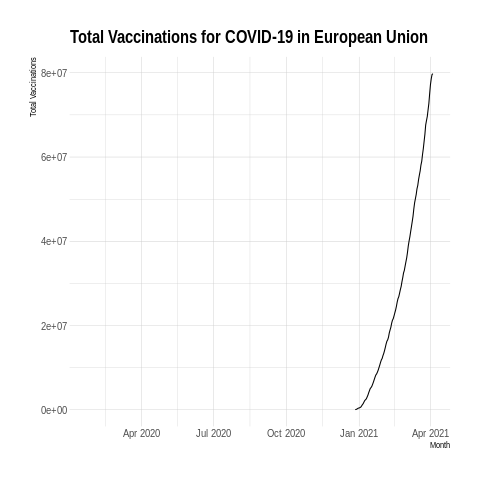 Total Vaccinations for COVID-19 in European Union
Total Vaccinations
8e+07
6e+07
4e+07
2e+07
0e+00
Apr 2020 Jul 2020 Oct 2020 Jan 2021 Apr 2021
Month